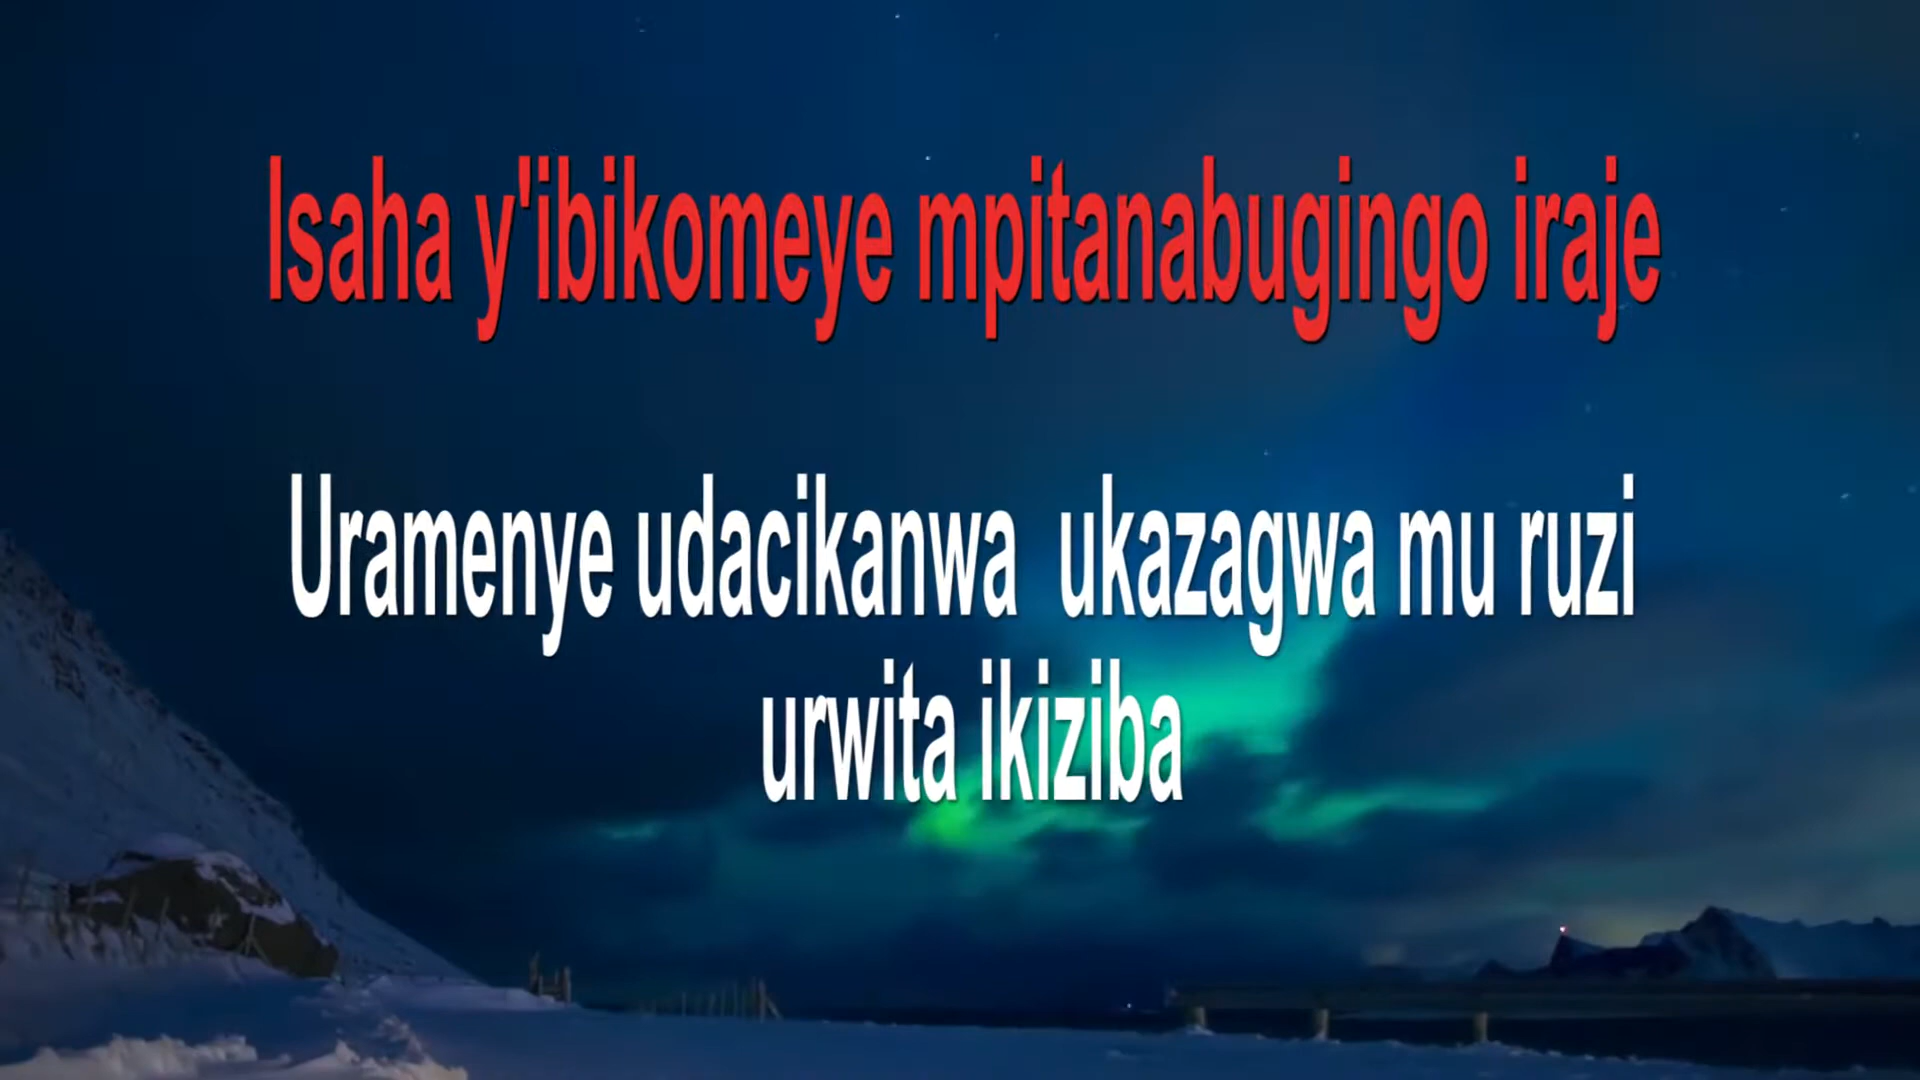 Isaha y'ibikomeye mpitanabugingo iraje
Uramenye udacikanwa ukazagwa mu ruzi
urwita ikiziba